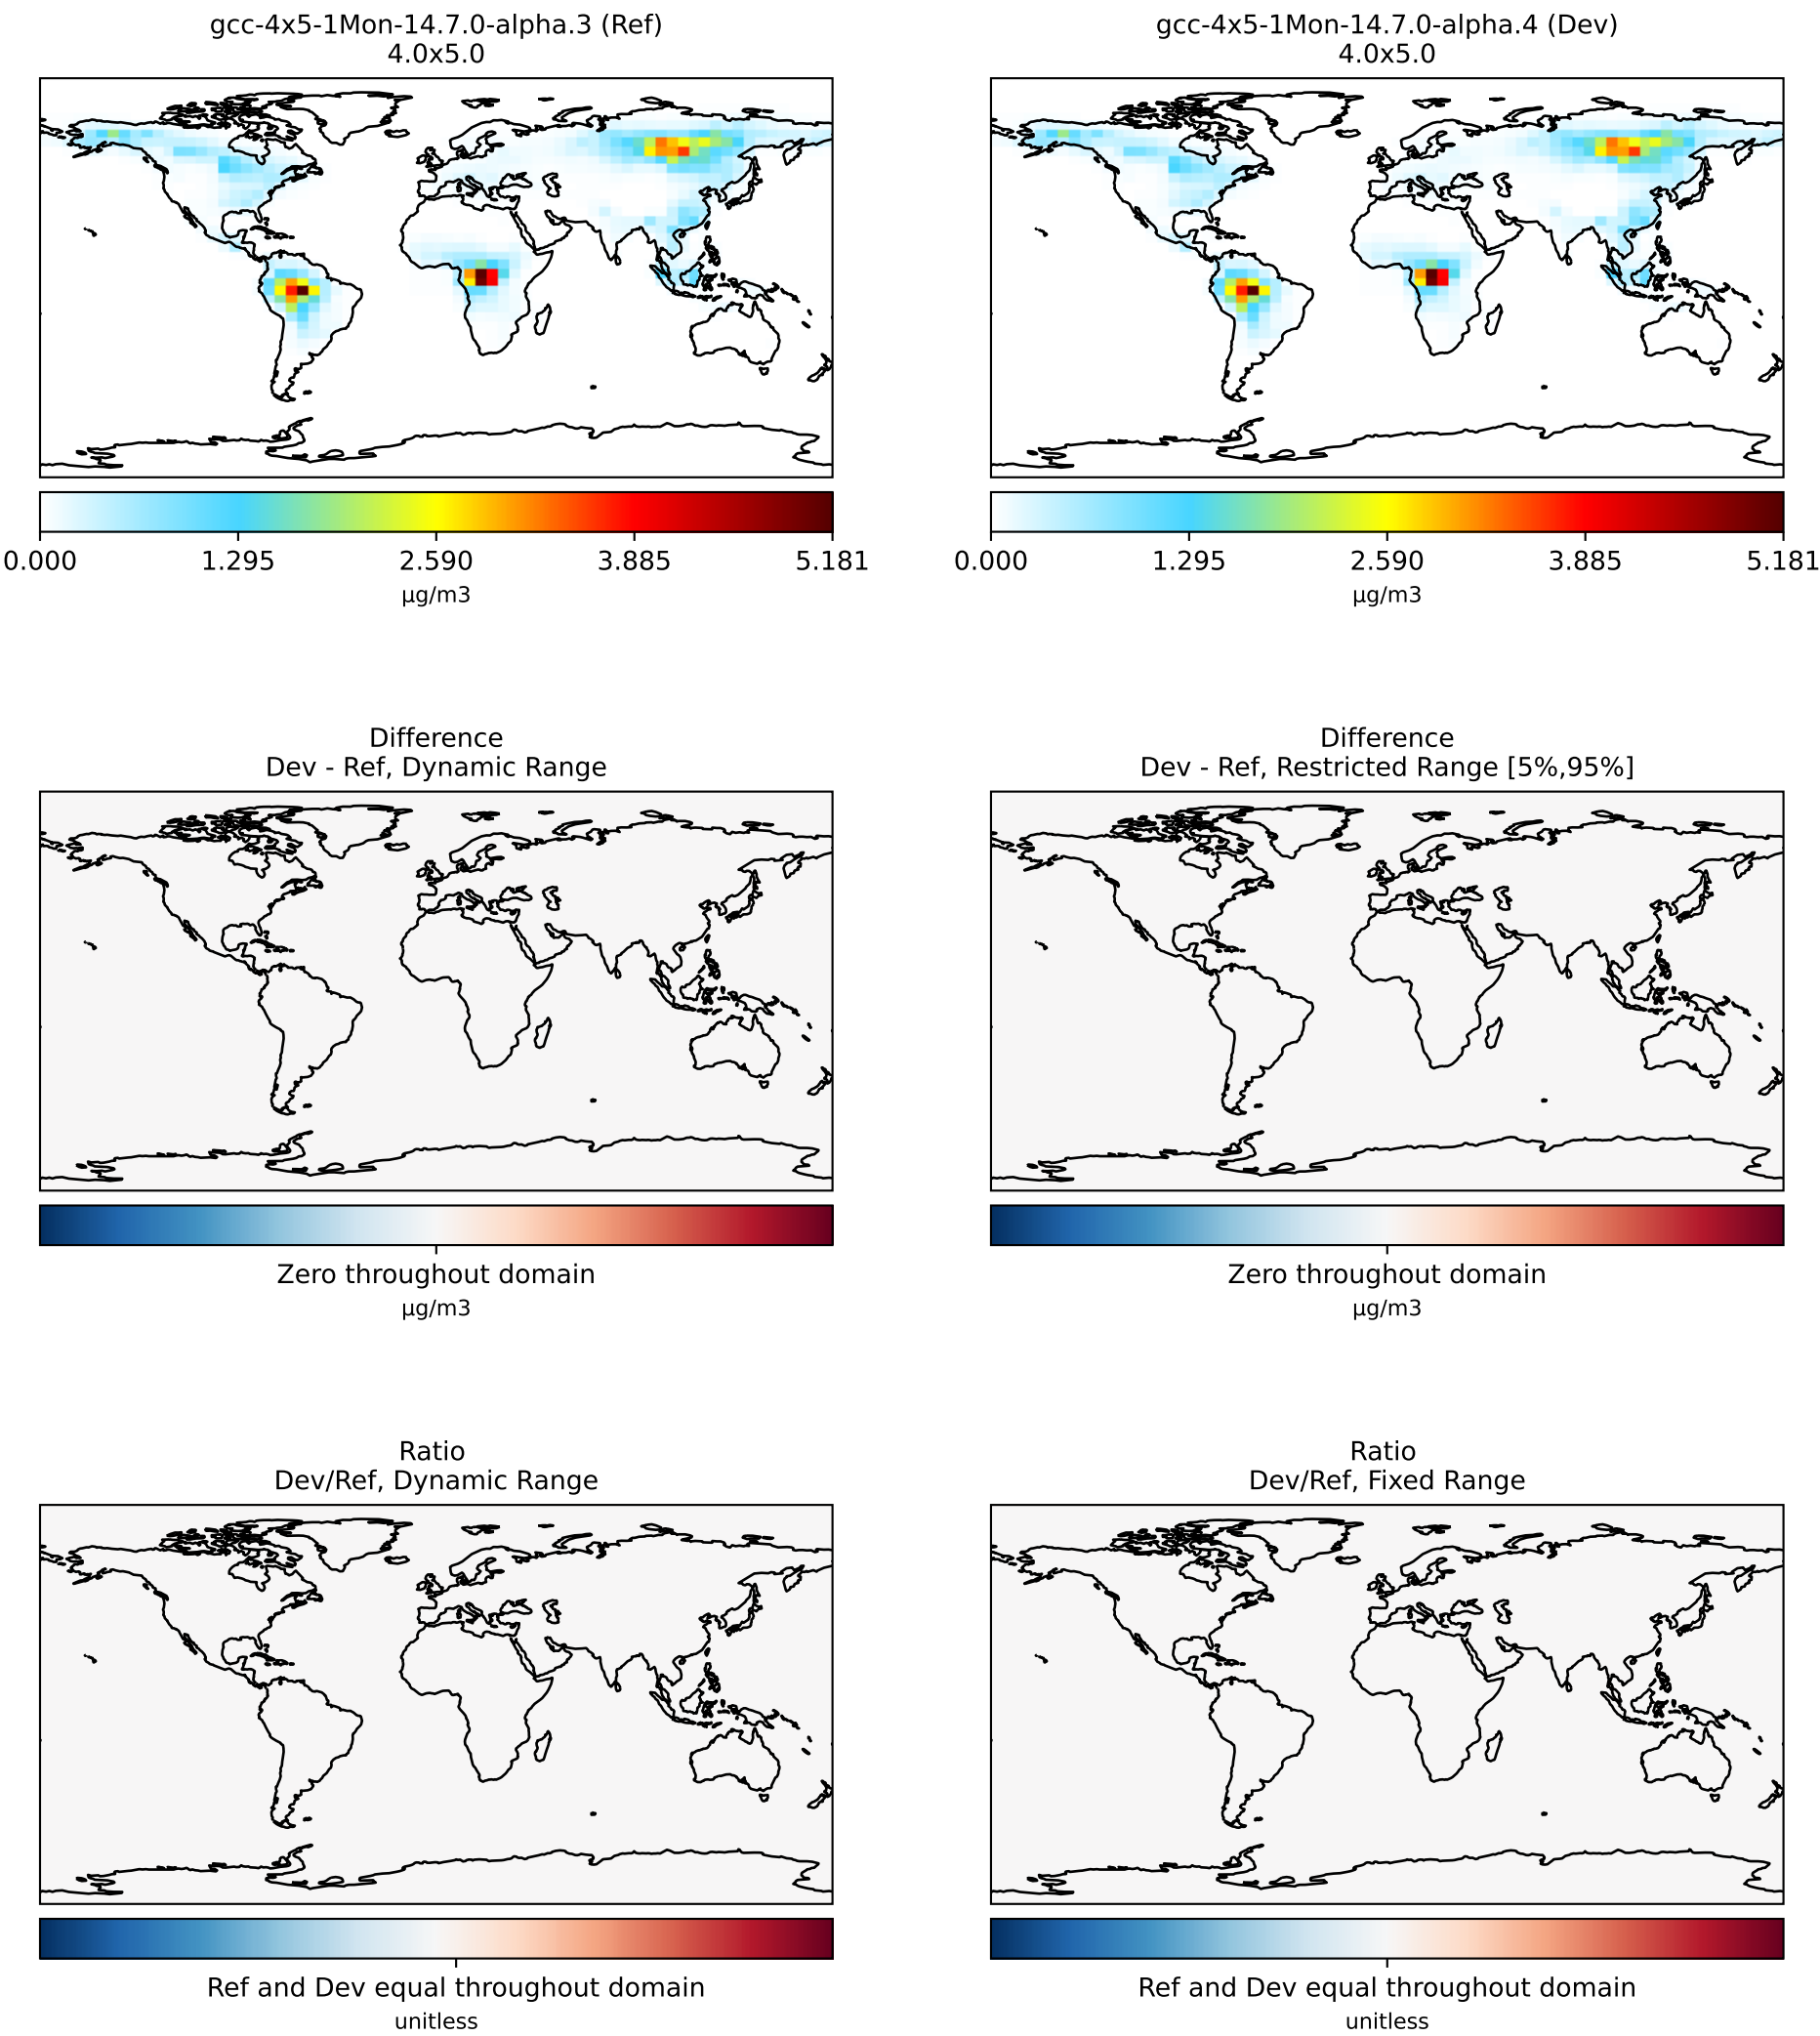 gcc-4x5-1Mon-14.7.0-alpha.3 (Ref)
4.0x5.0
gcc-4x5-1Mon-14.7.0-alpha.4 (Dev)
4.0x5.0
0.000 1.295 2.590 3.885 5.181
μg/m3
0.000 1.295 2.590 3.885 5.181
μg/m3
Difference
Dev - Ref, Dynamic Range
Difference
Dev - Ref, Restricted Range [5%,95%]
Zero throughout domain
μg/m3
Zero throughout domain
μg/m3
Ratio
Dev/Ref, Dynamic Range
Ratio
Dev/Ref, Fixed Range
Ref and Dev equal throughout domain
unitless
Ref and Dev equal throughout domain
unitless